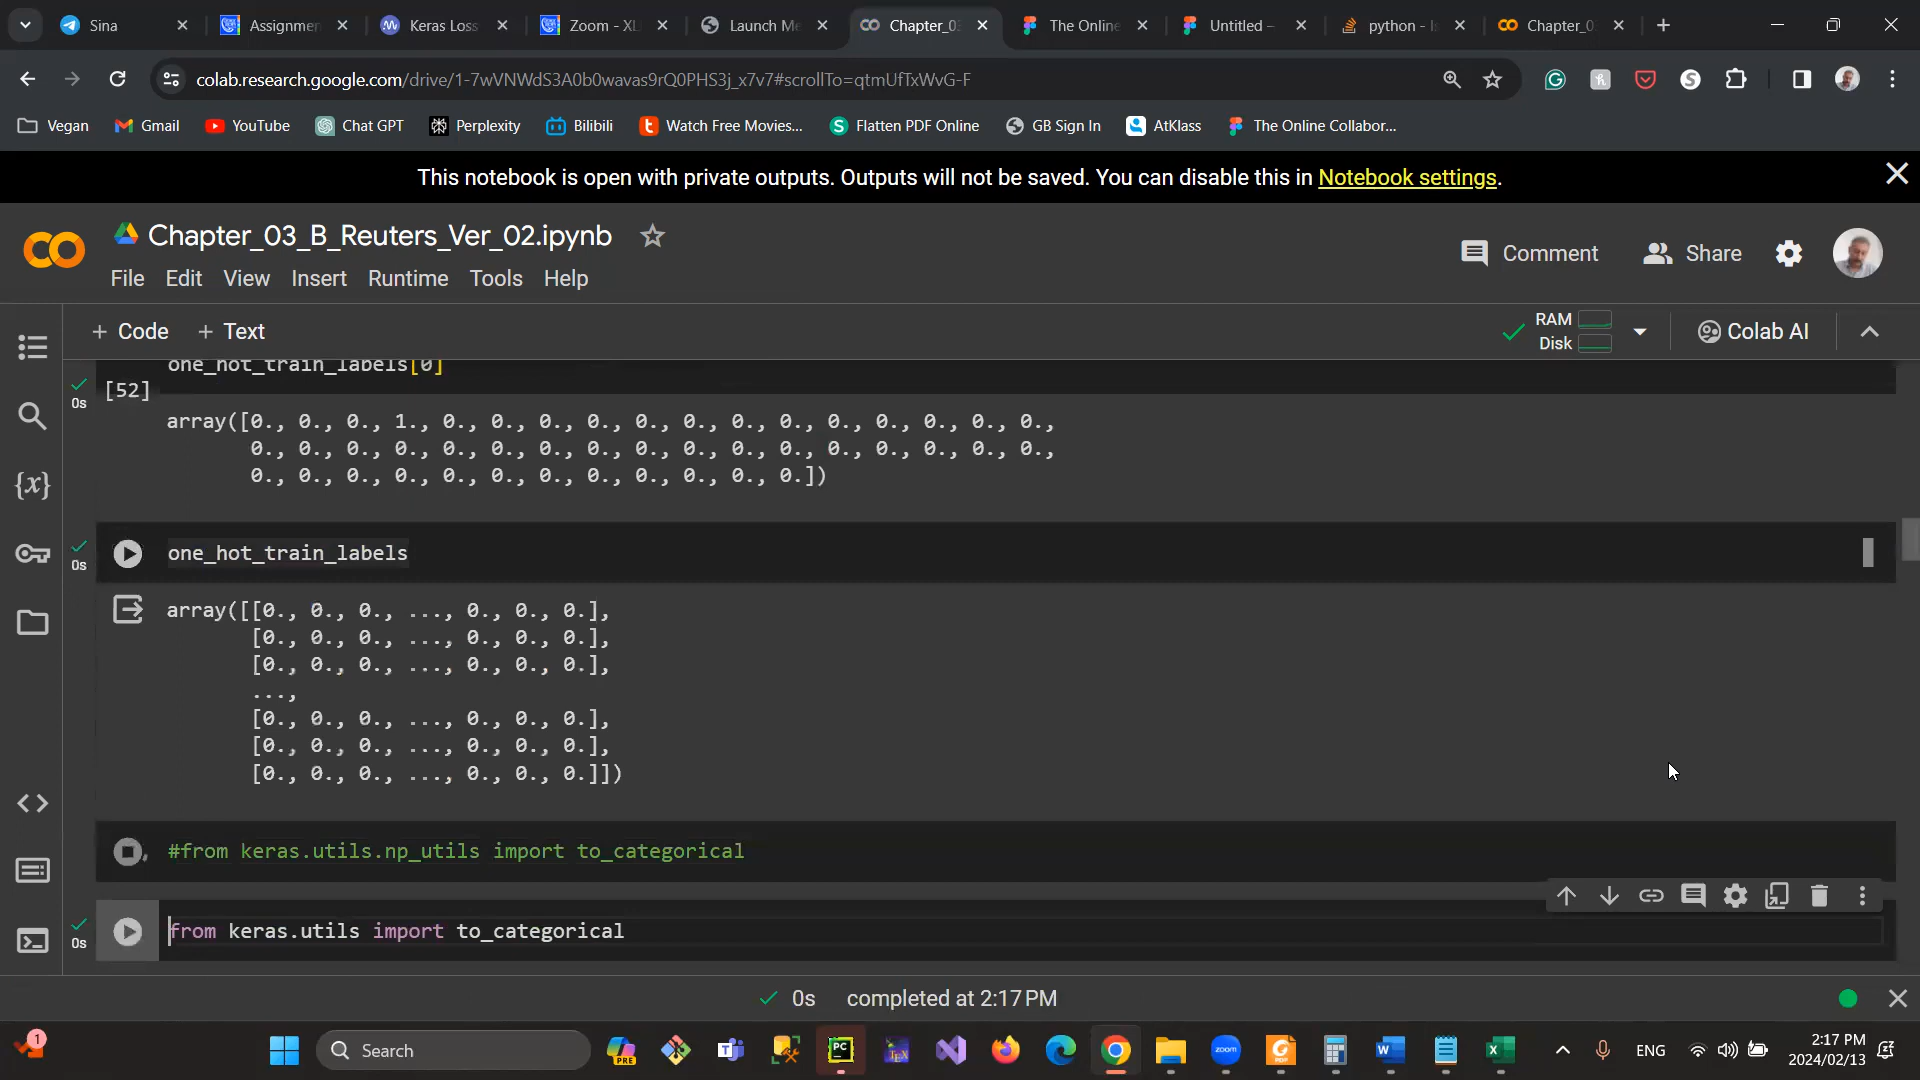 Sina
Assignmen
Keras Loss
Zoom - XL
Launch Me
Chapter_0
The Online
Untitled –
python - Is
Chapter_0
colab.research.google.com/drive/1-7wVNWdS3A0b0wavas9rQ0PHS3j_x7v7#scrollTo=qtmUfTxWvG-F
Vegan
Gmail
YouTube
Chat GPT
Perplexity
Bilibili
Watch Free Movies...
Flatten PDF Online
GB Sign In
AtKlass
The Online Collabor...
This notebook is open with private outputs. Outputs will not be saved. You can disable this in Notebook settings.
Chapter_03_B_Reuters_Ver_02.ipynb
Comment
Share
File Edit View Insert Runtime Tools Help
+ Code + Text
RAM
Disk
Colab AI
one_hot_train_labels[0]
[52]
0s
array([0., 0., 0., 1., 0., 0., 0., 0., 0., 0., 0., 0., 0., 0., 0., 0., 0.,
0., 0., 0., 0., 0., 0., 0., 0., 0., 0., 0., 0., 0., 0., 0., 0., 0.,
0., 0., 0., 0., 0., 0., 0., 0., 0., 0., 0., 0.])
0s
one_hot_train_labels
array([[0., 0., 0., ..., 0., 0., 0.],
[0., 0., 0., ..., 0., 0., 0.],
[0., 0., 0., ..., 0., 0., 0.],
...,
[0., 0., 0., ..., 0., 0., 0.],
[0., 0., 0., ..., 0., 0., 0.],
[0., 0., 0., ..., 0., 0., 0.]])
#from keras.utils.np_utils import to_categorical
0s
from keras.utils import to_categorical
0s completed at 2:17 PM
1
Search
PRE
PC
TEX
zoom
ENG
2:17 PM
2024/02/13